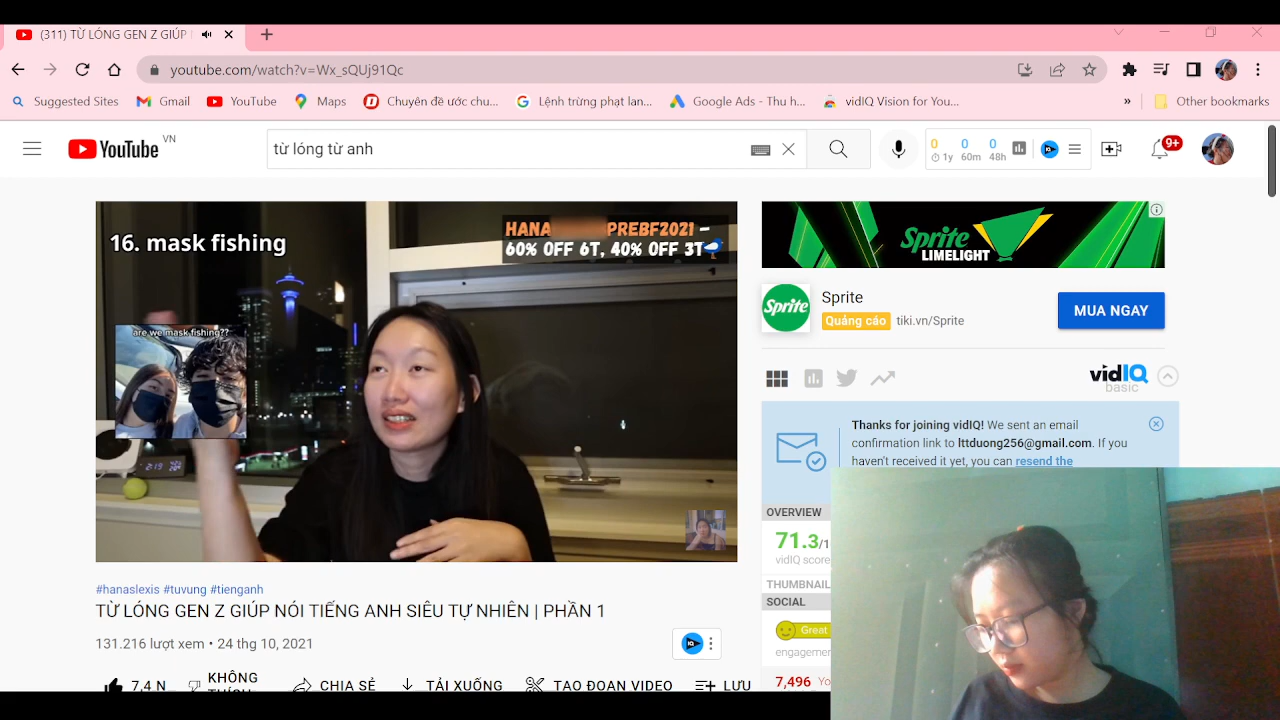 (311) TỪ LÓNG GEN Z GIÚP
youtube.com/watch?v=Wx_sQUj91Qc
Suggested Sites
Gmail
YouTube
Maps
Chuyên đề ước chu...
Lệnh trừng phạt lan...
Google Ads - Thu h...
vidIQ Vision for You...
»
Other bookmarks
YouTube VN
từ lóng từ anh
0 0 0
1y 60m 48h
9+
16. mask fishing
HANA PREBF2021 -
60% OFF 6T, 40% OFF 3T
are we mask fishing??
2:19
Sprite
LIMELIGHT
Sprite
Sprite
Quảng cáo tiki.vn/Sprite
MUA NGAY
vidIQ
basic
Thanks for joining vidIQ! We sent an email
confirmation link to lttduong256@gmail.com. If you
haven't received it yet, you can resend the
OVERVIEW
71.3/1
vidIQ score
THUMBNAIL
SOCIAL
Great
engagemen
7,496 Yo
#hanaslexis #tuvung #tienganh
TỪ LÓNG GEN Z GIÚP NÓI TIẾNG ANH SIÊU TỰ NHIÊN | PHẦN 1
131.216 lượt xem • 24 thg 10, 2021
7,4 N
KHÔNG THÍCH
CHIA SẺ
TẢI XUỐNG
TẠO ĐOẠN VIDEO
LƯU